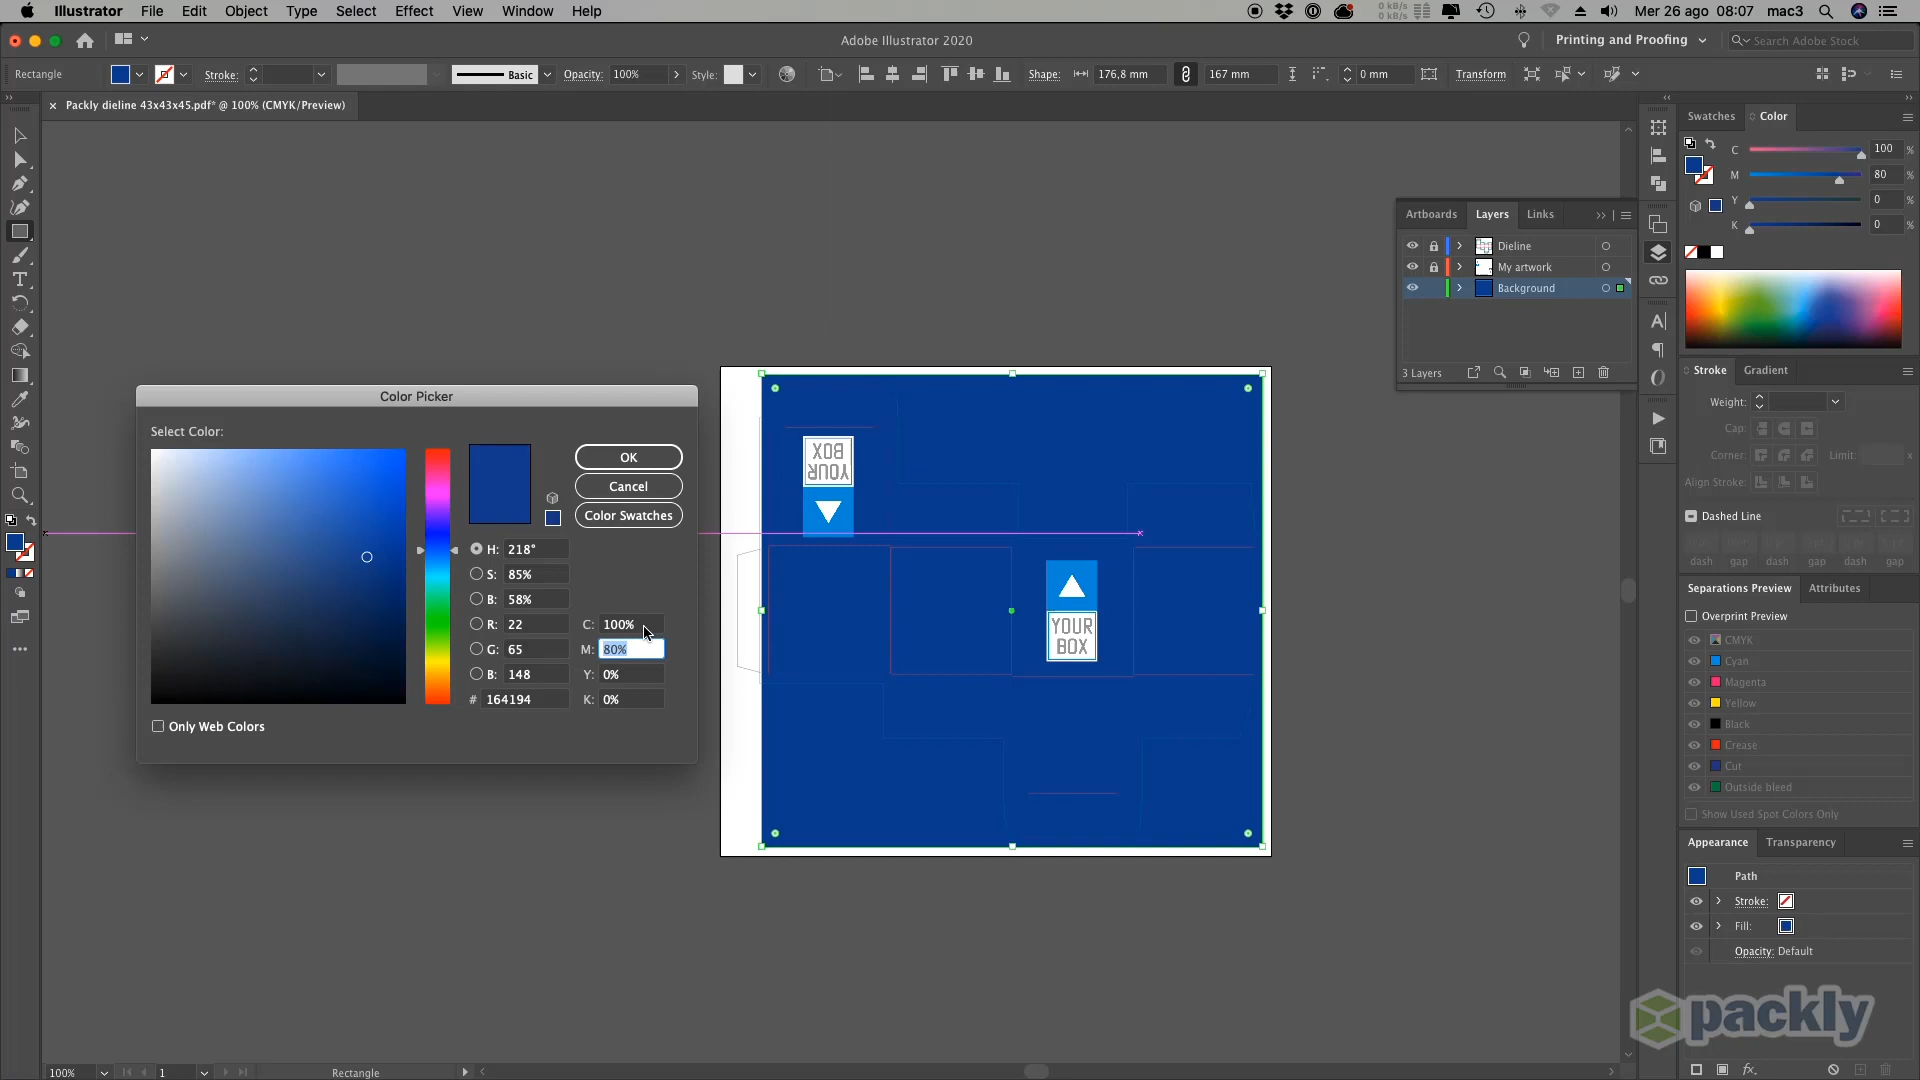 Illustrator File Edit Object Type Select Effect View Window Help
0 kB/s
0 kB/s
Mer 26 ago 08:07 mac3
Adobe Illustrator 2020
Printing and Proofing
Search Adobe Stock
Rectangle
Stroke:
Basic
Opacity: 100%
Style:
Shape: 176,8 mm
167 mm
0 mm
Transform
× Packly dieline 43x43x45.pdf* @ 100% (CMYK/Preview)
Swatches Color
C 100 %
M 80 %
Y 0 %
K 0 %
Artboards Layers Links
Dieline
My artwork
Background
3 Layers
Stroke Gradient
Weight:
Cap:
Corner: Limit: x
Align Stroke:
Dashed Line
dash gap dash gap dash gap
Separations Preview Attributes
Overprint Preview
CMYK
Cyan
Magenta
Yellow
Black
Crease
Cut
Outside bleed
Show Used Spot Colors Only
Appearance Transparency
Path
Stroke:
Fill:
Opacity: Default
fx
Color Picker
Select Color:
OK
Cancel
Color Swatches
H: 218°
S: 85%
B: 58%
R: 22
G: 65
B: 148
# 164194
C: 100%
M: 80%
Y: 0%
K: 0%
Only Web Colors
YOUR
BOX
YOUR
BOX
packly
100% 1 Rectangle